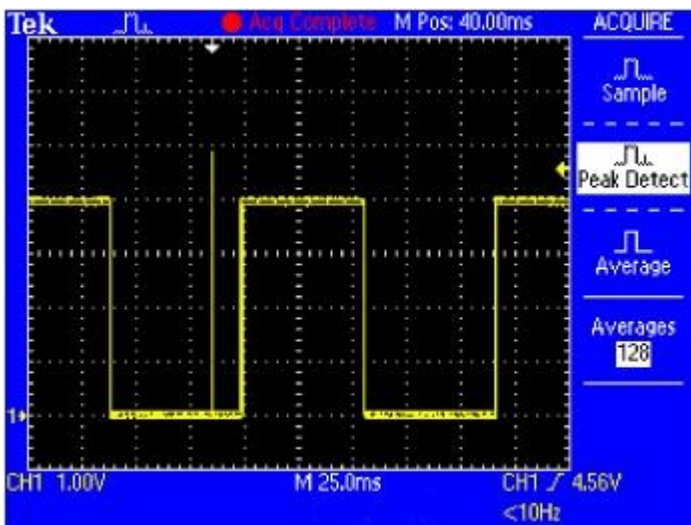 Tek Acq Complete M Pos: 40.00ms ACQUIRE
Sample
Peak Detect
Average
Averages
128
1
CH1 1.00V M 25.0ms CH1 4.56V
<10Hz